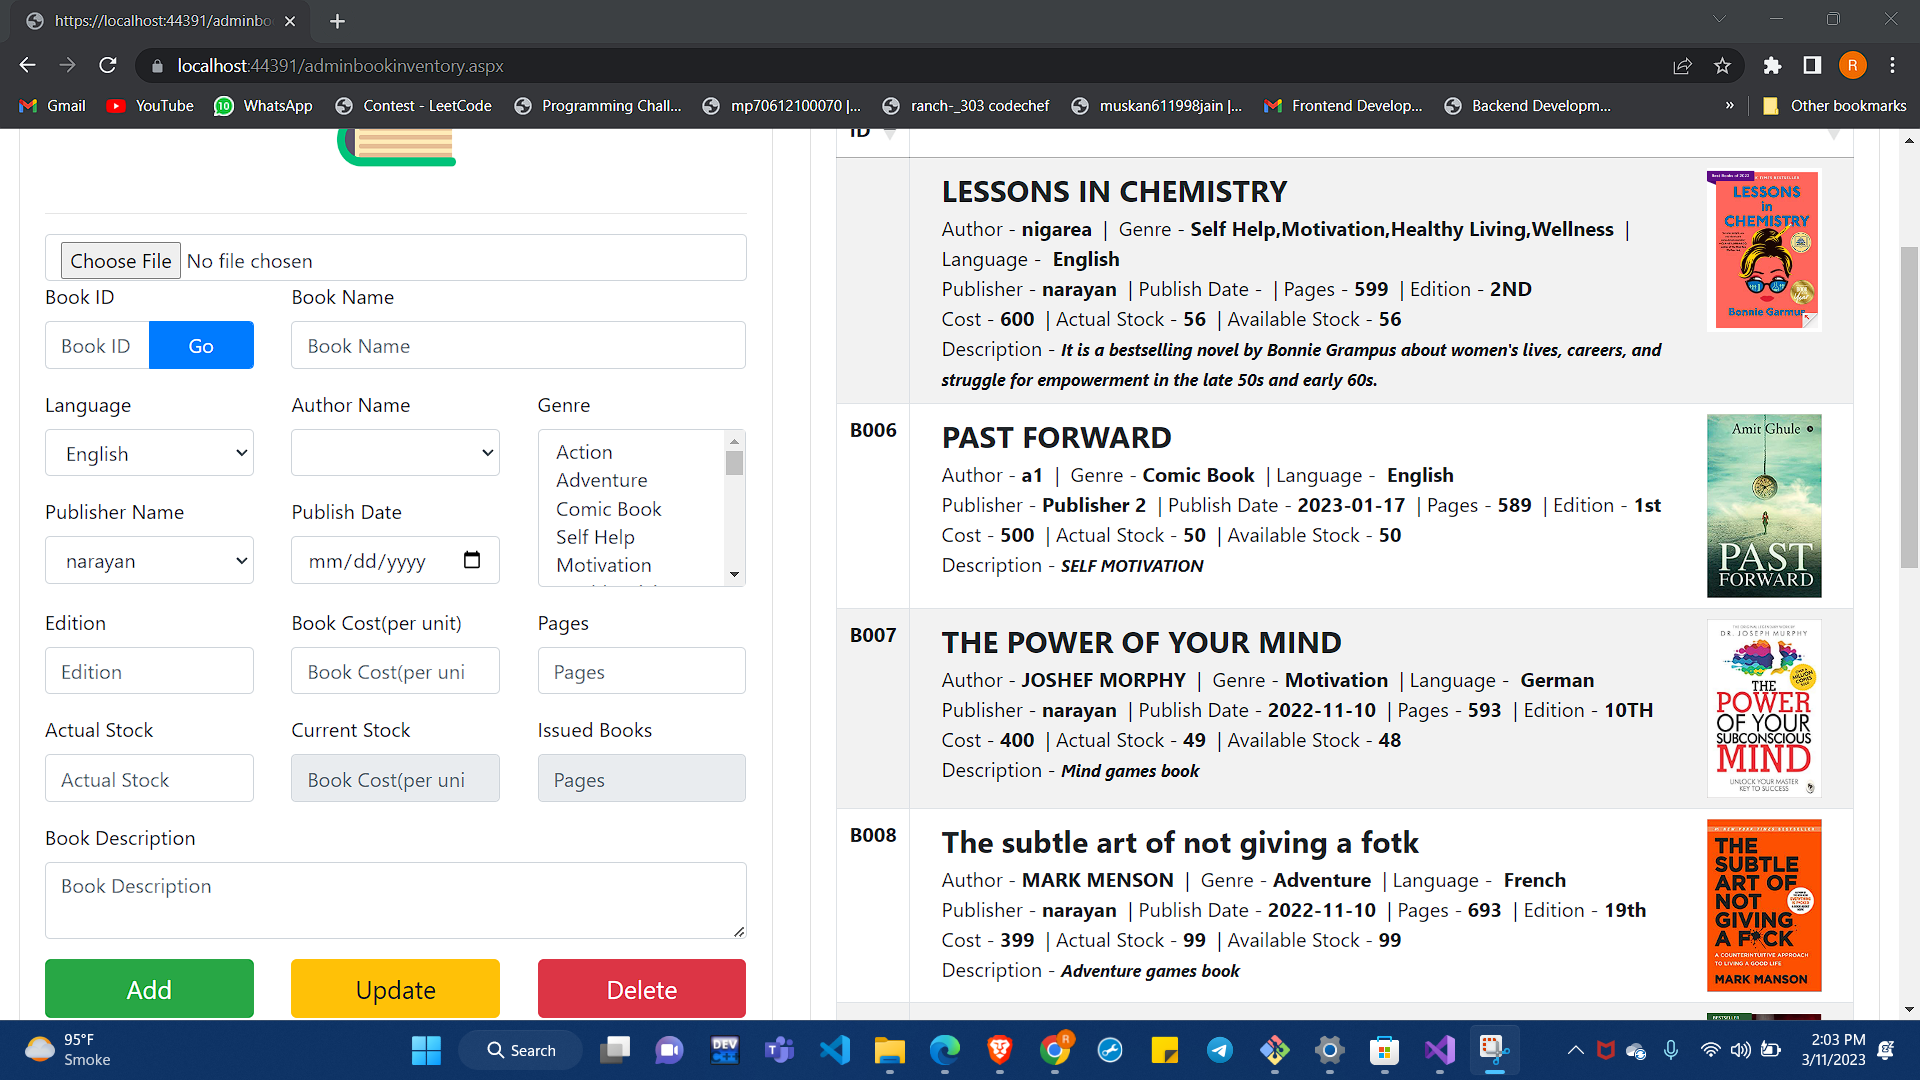 https://localhost:44391/adminbo
localhost:44391/adminbookinventory.aspx
R
Gmail
YouTube
10
WhatsApp
Contest - LeetCode
Programming Chall...
mp70612100070 |...
ranch-_303 codechef
muskan611998jain |...
Frontend Develop...
Backend Developm...
»
Other bookmarks
Choose File No file chosen
Book ID
Book Name
Book ID
Go
Book Name
Language
Author Name
Genre
English
Action
Adventure
Comic Book
Self Help
Motivation
Publisher Name
Publish Date
narayan
mm/dd/yyyy
Edition
Book Cost(per unit)
Pages
Edition
Book Cost(per uni
Pages
Actual Stock
Current Stock
Issued Books
Actual Stock
Book Cost(per uni
Pages
Book Description
Book Description
Add
Update
Delete
ID
LESSONS IN CHEMISTRY
Author - nigarea | Genre - Self Help,Motivation,Healthy Living,Wellness |
Language - English
Publisher - narayan | Publish Date - | Pages - 599 | Edition - 2ND
Cost - 600 | Actual Stock - 56 | Available Stock - 56
Description - It is a bestselling novel by Bonnie Grampus about women's lives, careers, and
struggle for empowerment in the late 50s and early 60s.
LESSONS
in
CHEMISTRY
Bonnie Garmus
B006
PAST FORWARD
Author - a1 | Genre - Comic Book | Language - English
Publisher - Publisher 2 | Publish Date - 2023-01-17 | Pages - 589 | Edition - 1st
Cost - 500 | Actual Stock - 50 | Available Stock - 50
Description - SELF MOTIVATION
Amit Ghule
PAST
FORWARD
B007
THE POWER OF YOUR MIND
Author - JOSHEF MORPHY | Genre - Motivation | Language - German
Publisher - narayan | Publish Date - 2022-11-10 | Pages - 593 | Edition - 10TH
Cost - 400 | Actual Stock - 49 | Available Stock - 48
Description - Mind games book
DR. JOSEPH MURPHY
THE
POWER
OF YOUR
SUBCONSCIOUS
MIND
UNLOCK YOUR MASTER
KEY TO SUCCESS
B008
The subtle art of not giving a fotk
Author - MARK MENSON | Genre - Adventure | Language - French
Publisher - narayan | Publish Date - 2022-11-10 | Pages - 693 | Edition - 19th
Cost - 399 | Actual Stock - 99 | Available Stock - 99
Description - Adventure games book
THE
SUBTLE
ART OF
NOT
GIVING
A F*CK
A COUNTERINTUITIVE APPROACH
TO LIVING A GOOD LIFE
MARK MANSON
BESTSELLER
95°F
Smoke
Search
DEV
C++
R
2:03 PM
3/11/2023